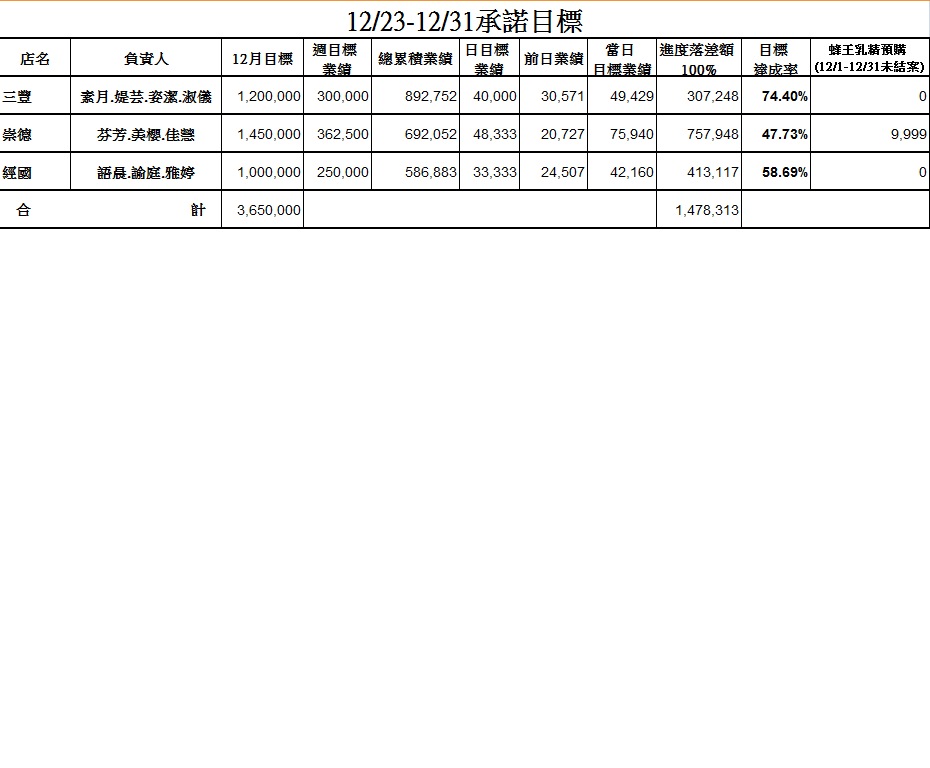 12/23-12/31承諾目標
店名 負責人 12月目標 週目標業績 總累積業績 日目標業績 前日業績 當日目標業績 進度落差額100% 目標達成率 蜂王乳精預購(12/1-12/31未結案)
三豐 素月.媞芸.姿潔.淑儀 1,200,000 300,000 892,752 40,000 30,571 49,429 307,248 74.40% 0
崇德 芬芳.美櫻.佳慧 1,450,000 362,500 692,052 48,333 20,727 75,940 757,948 47.73% 9,999
經國 語晨.諭庭.雅婷 1,000,000 250,000 586,883 33,333 24,507 42,160 413,117 58.69% 0
合 計 3,650,000 1,478,313